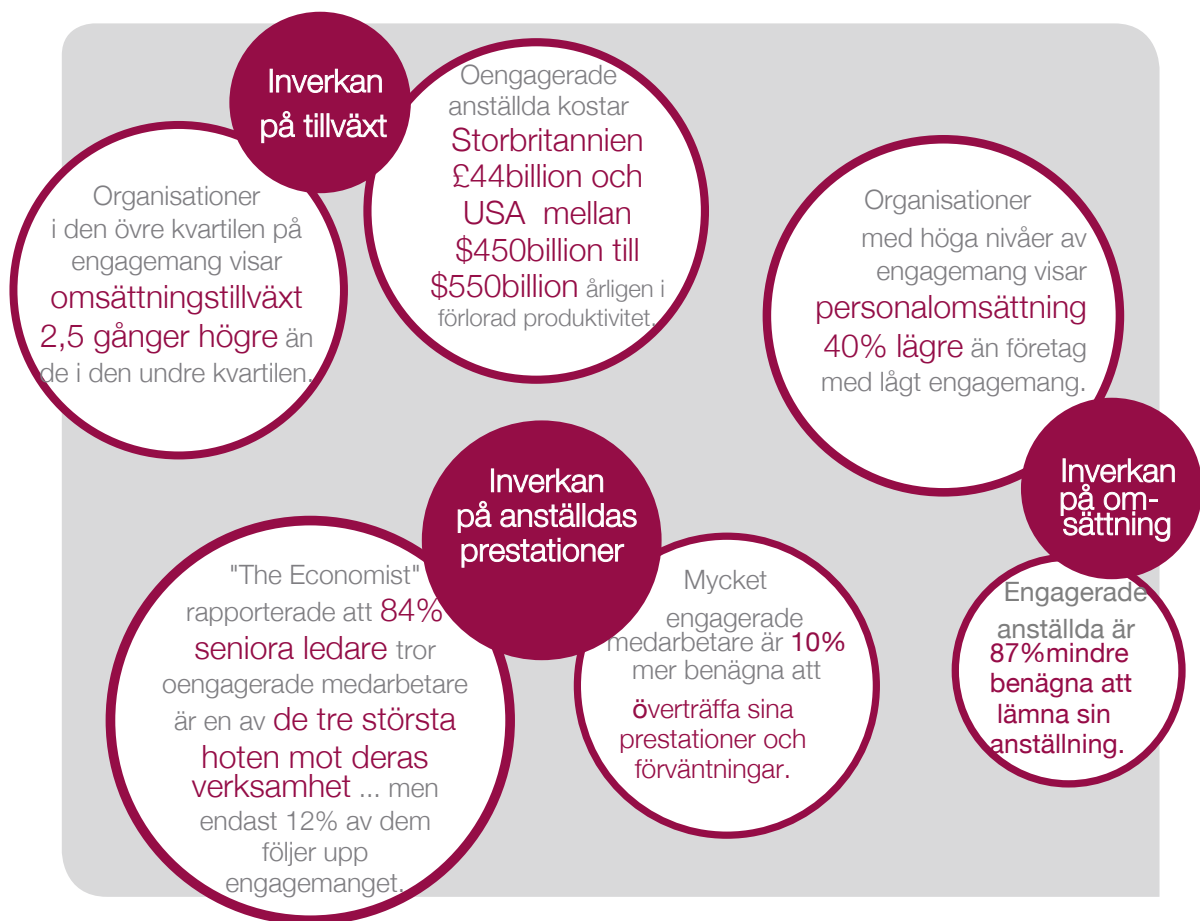 Inverkan
på tillväxt
Organisationer
i den övre kvartilen på
engagemang visar
omsättningstillväxt
2,5 gånger högre än
de i den undre kvartilen.
Oengagerade
anställda kostar
Storbritannien
£44billion och
USA mellan
$450billion till
$550billion årligen i
förlorad produktivitet.
Organisationer
med höga nivåer av
engagemang visar
personalomsättning
40% lägre än företag
med lågt engagemang.
Inverkan
på om-
sättning
Engagerade
anställda är
87%mindre
benägna att
lämna sin
anställning.
Inverkan
på anställdas
prestationer
"The Economist"
rapporterade att 84%
seniora ledare tror
oengagerade medarbetare
är en av de tre största
hoten mot deras
verksamhet ... men
endast 12% av dem
följer upp
engagemanget.
Mycket
engagerade
medarbetare är 10%
mer benägna att
överträffa sina
prestationer och
förväntningar.